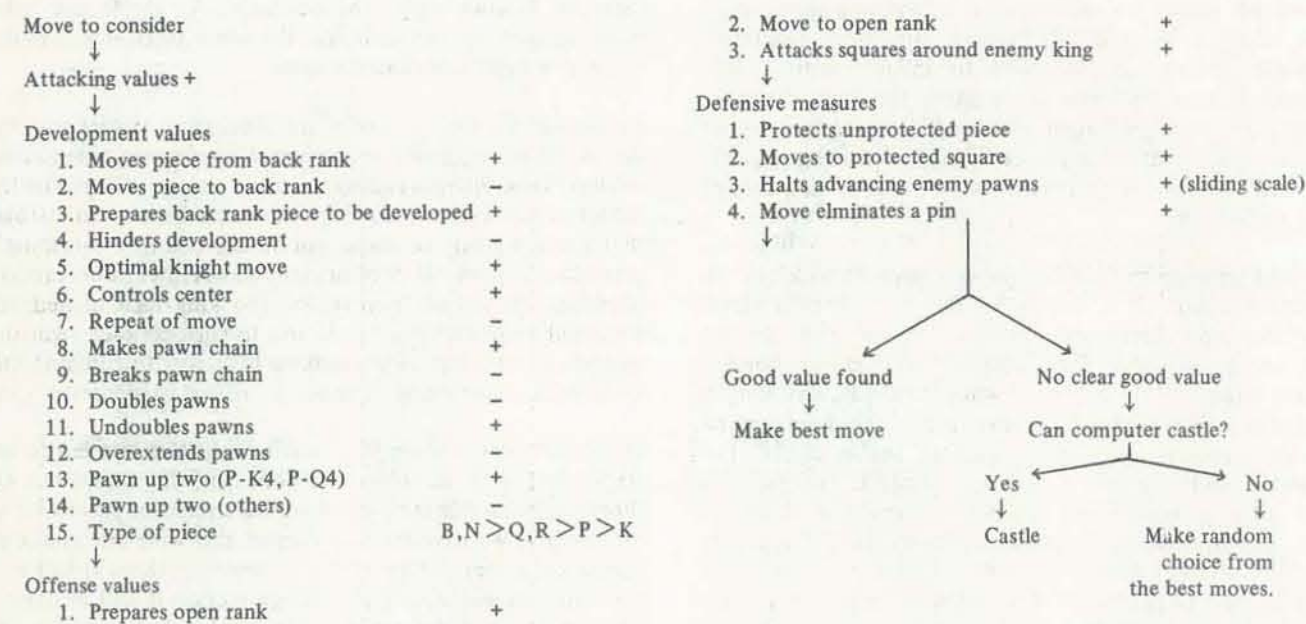 Move to consider
↓
Attacking values +
↓
Development values
1. Moves piece from back rank +
2. Moves piece to back rank −
3. Prepares back rank piece to be developed +
4. Hinders development −
5. Optimal knight move +
6. Controls center +
7. Repeat of move −
8. Makes pawn chain +
9. Breaks pawn chain −
10. Doubles pawns −
11. Undoubles pawns +
12. Overextends pawns −
13. Pawn up two (P-K4, P-Q4) +
14. Pawn up two (others) −
15. Type of piece B,N>Q,R>P>K
↓
Offense values
1. Prepares open rank +
2. Move to open rank +
3. Attacks squares around enemy king +
↓
Defensive measures
1. Protects unprotected piece +
2. Moves to protected square +
3. Halts advancing enemy pawns + (sliding scale)
4. Move elminates a pin +
↓
Good value found No clear good value
↓ ↓
Make best move Can computer castle?
Yes No
↓ ↓
Castle Make random
choice from
the best moves.